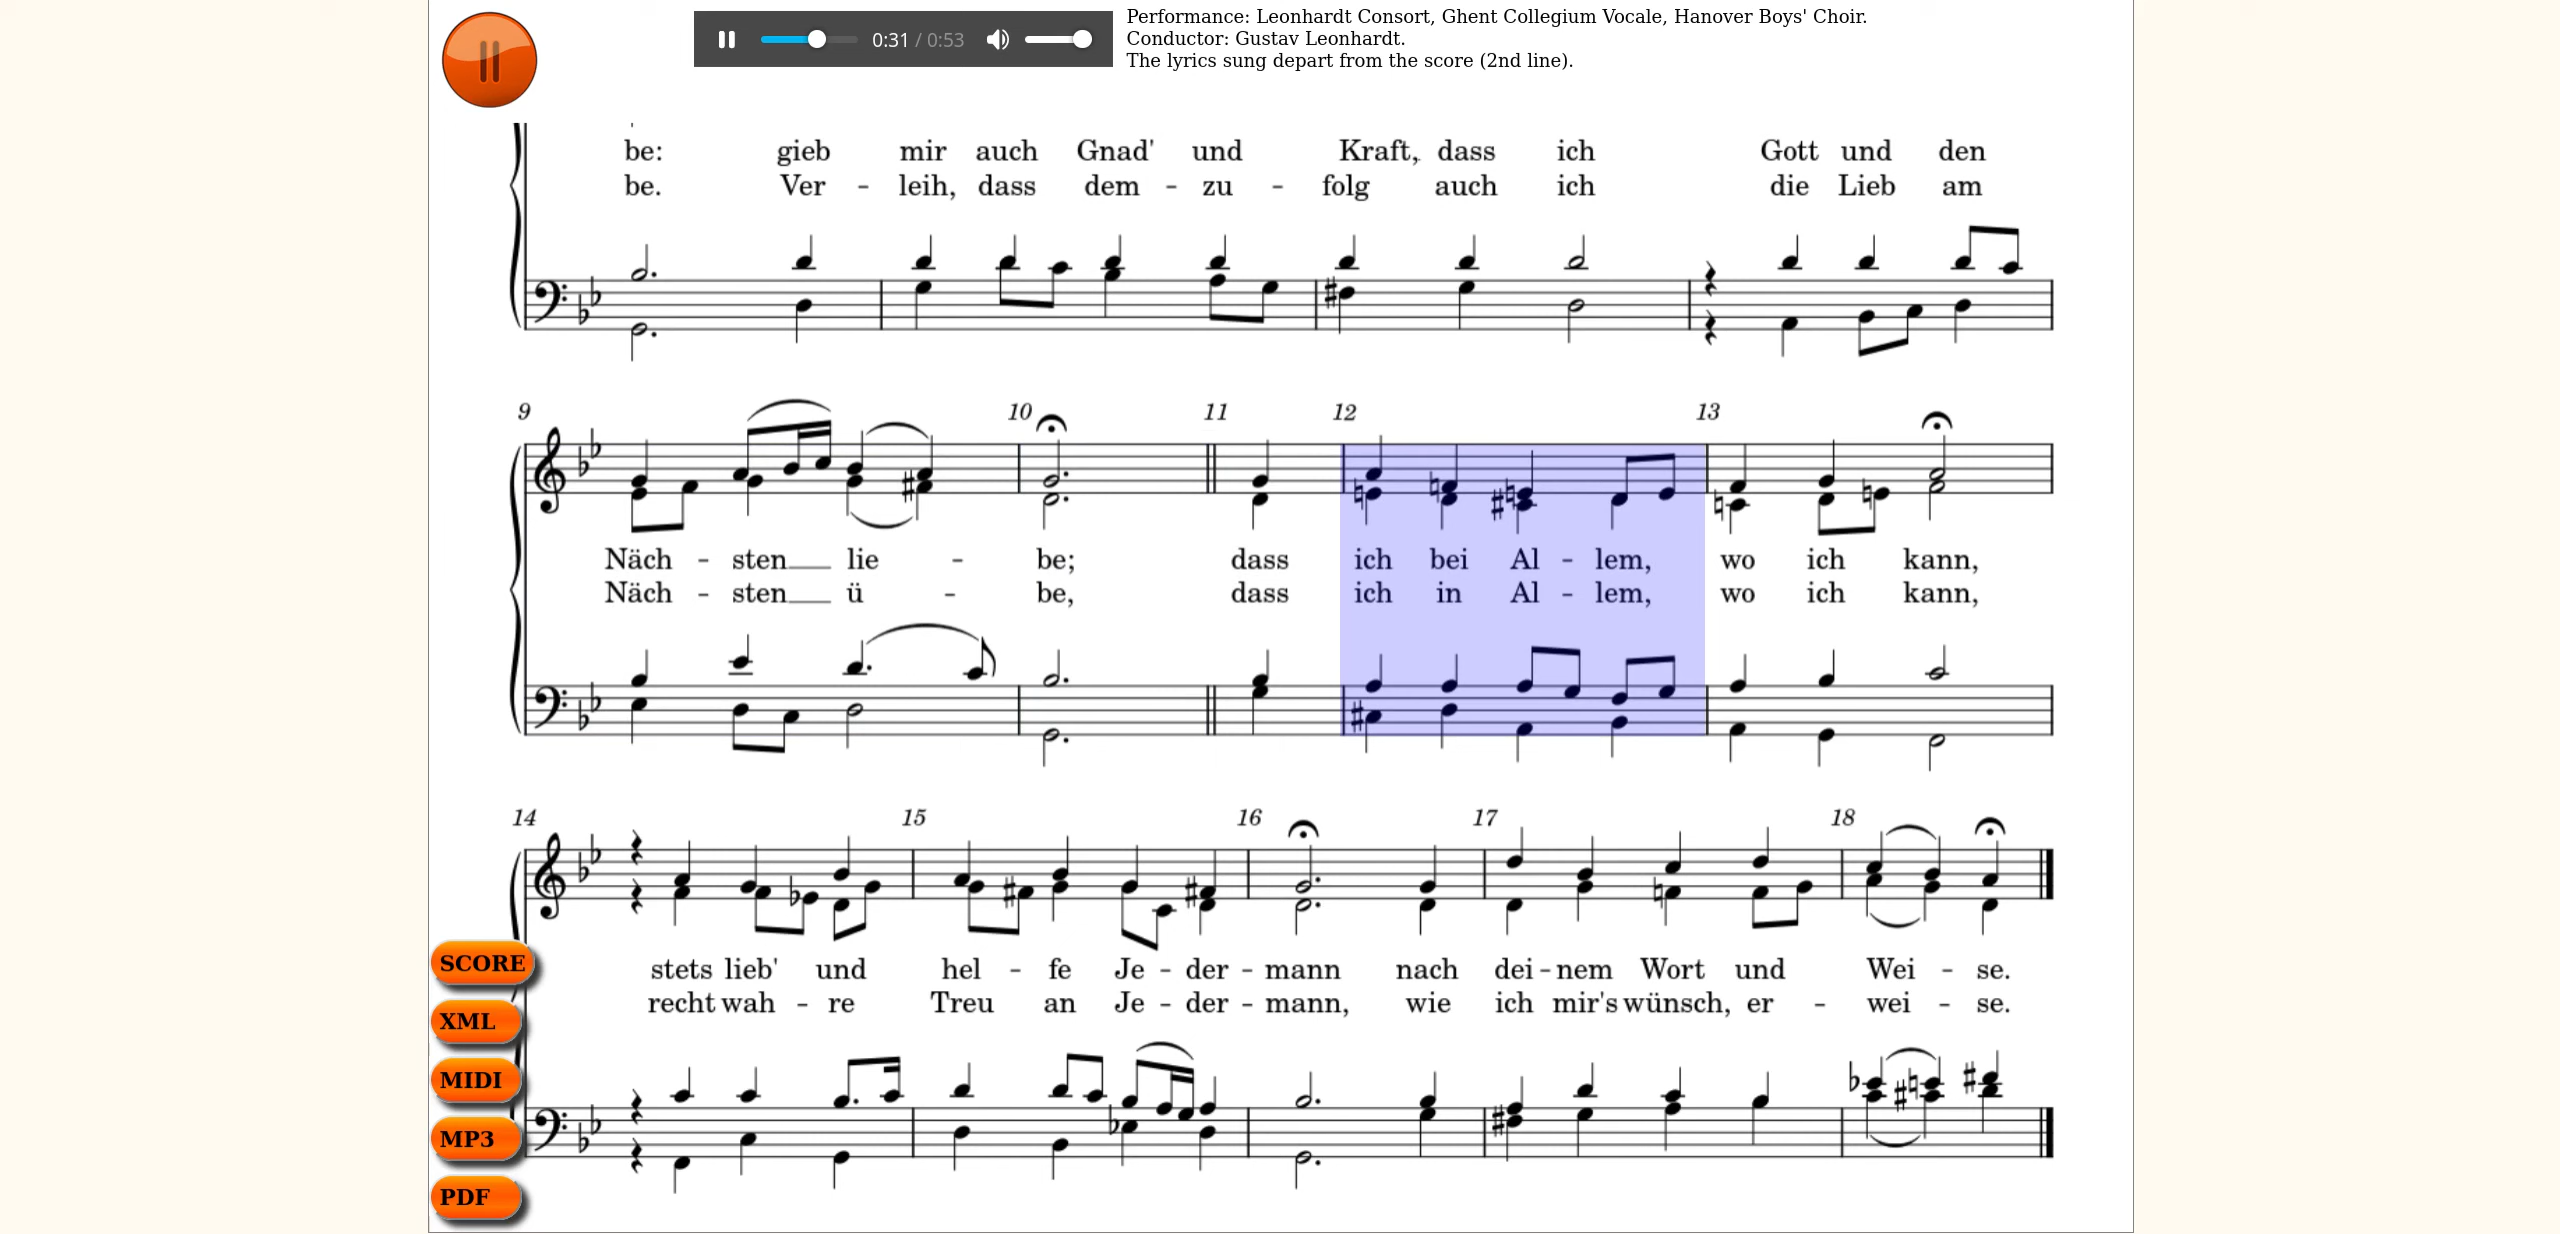 0:31 / 0:53
Performance: Leonhardt Consort, Ghent Collegium Vocale, Hanover Boys' Choir.
Conductor: Gustav Leonhardt.
The lyrics sung depart from the score (2nd line).
be: gieb mir auch Gnad' und Kraft, dass ich Gott und den
be. Ver - leih, dass dem - zu - folg auch ich die Lieb am
9 10 11 12 13
Näch - sten lie - be; dass ich bei Al - lem, wo ich kann,
Näch - sten ü - be, dass ich in Al - lem, wo ich kann,
14 15 16 17 18
stets lieb' und hel - fe Je - der - mann nach dei - nem Wort und Wei - se.
recht wah - re Treu an Je - der - mann, wie ich mir's wünsch, er - wei - se.
SCORE
XML
MIDI
MP3
PDF